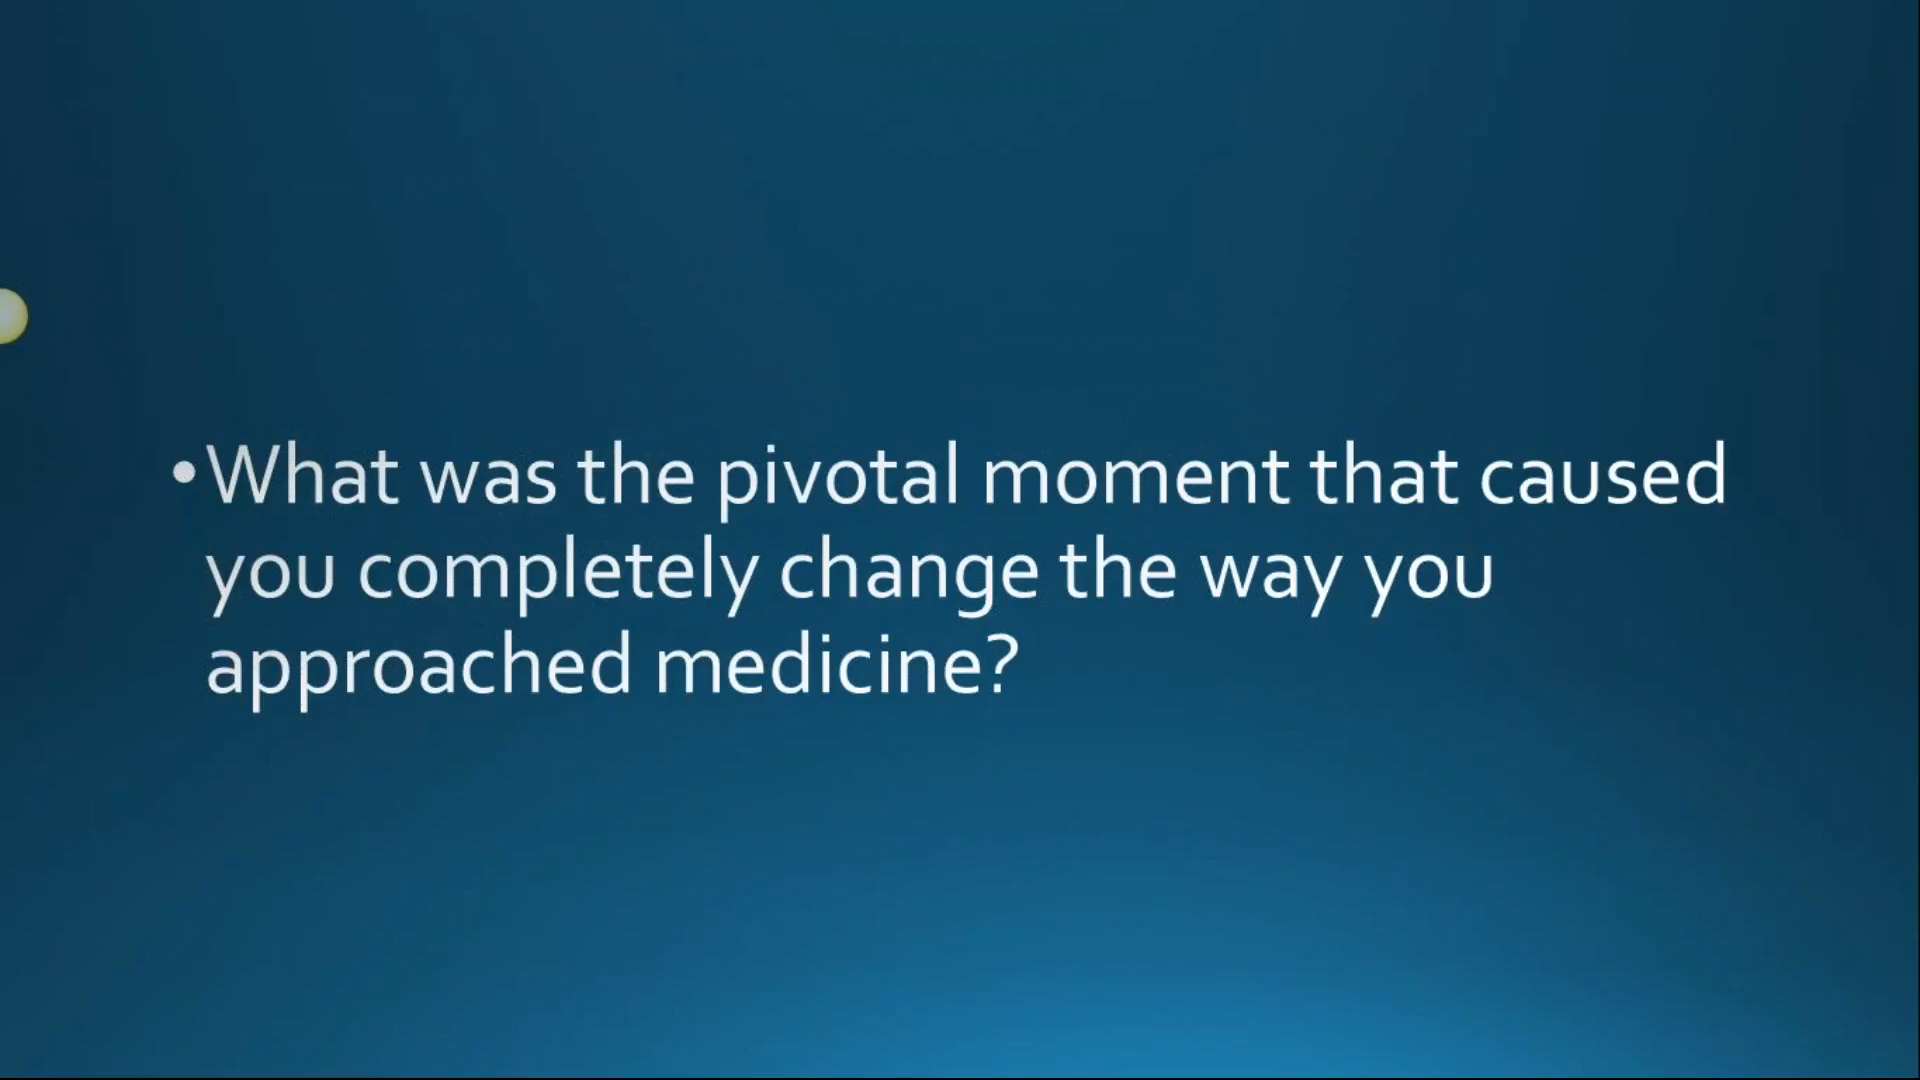 •What was the pivotal moment that caused
you completely change the way you
approached medicine?